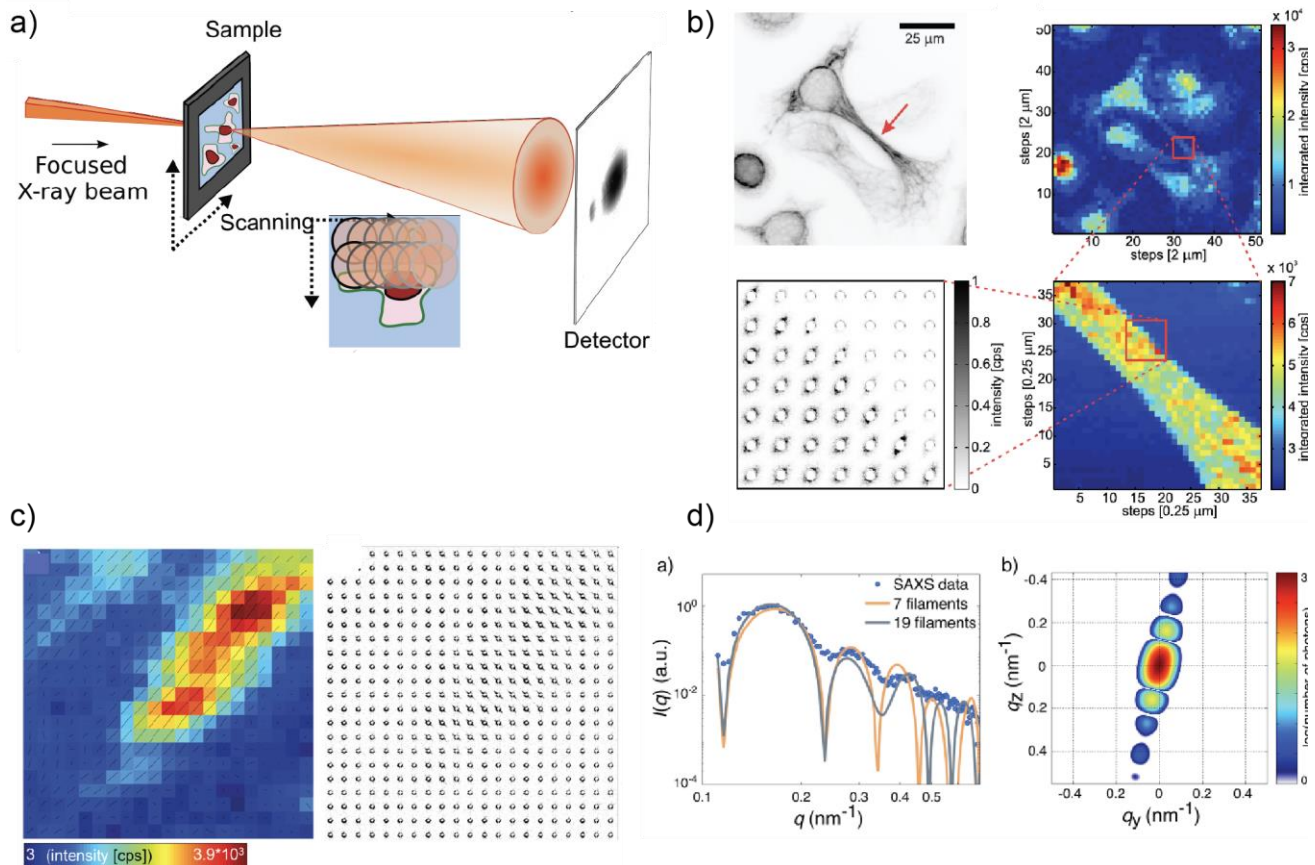 a)
Sample
Focused
X-ray beam
Scanning
Detector
b)
25 μm
steps [2 μm]
50
40
30
20
10
10 20 30 40 50
steps [2 μm]
x 10⁴
3
2
1
0
integrated intensity [cps]
1
0.8
0.6
0.4
0.2
0
intensity [cps]
steps [0.25 μm]
35
30
25
20
15
10
5
5 10 15 20 25 30 35
steps [0.25 μm]
x 10³
7
6
5
4
3
integrated intensity [cps]
c)
3 (intensity [cps]) 3.9*10³
d)
a)
I(q) (a.u.)
10⁰
10⁻²
10⁻⁴
SAXS data
7 filaments
19 filaments
0.1 0.2 0.3 0.4 0.5
q (nm⁻¹)
b)
qz (nm⁻¹)
-0.4
0.2
0
0.2
0.4
-0.4 -0.2 0 0.2 0.4
qy (nm⁻¹)
3
2
1
0